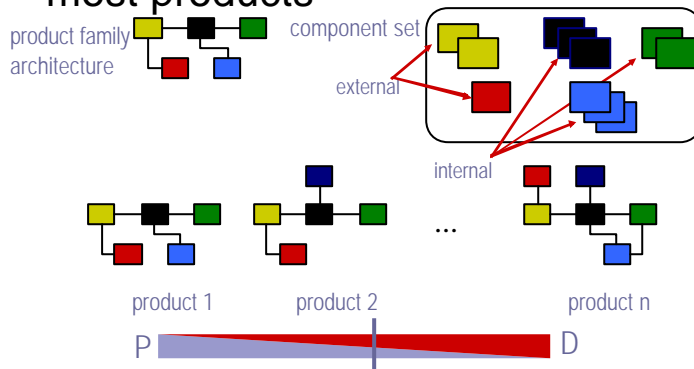 most products
product family
architecture
component set
external
internal
...
product 1
product 2
product n
P
D